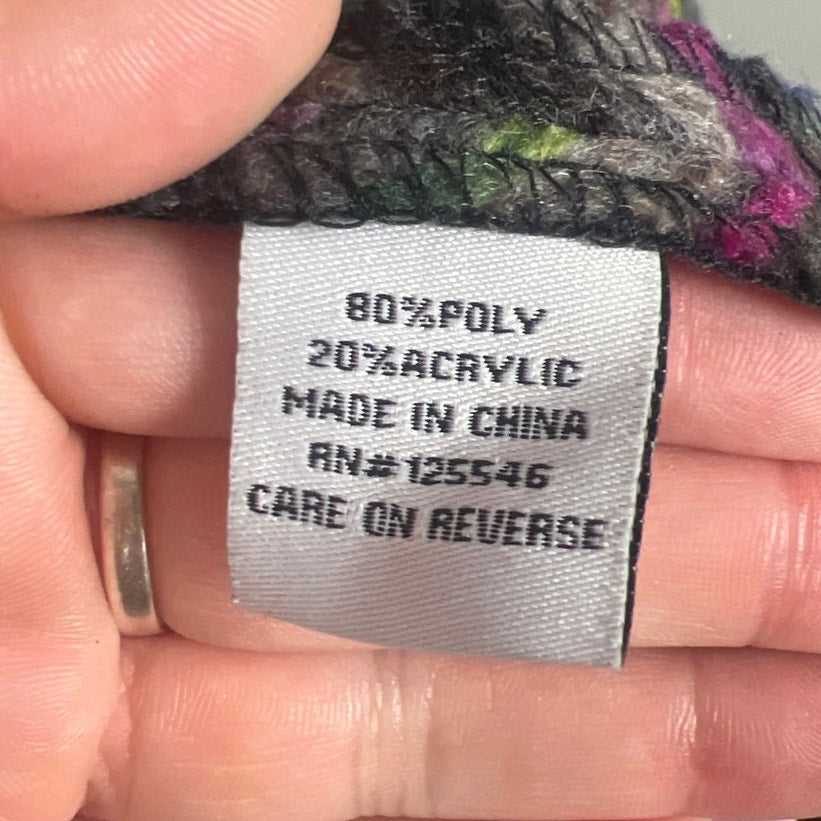 80%POLY
20%ACRYLIC
MADE IN CHINA
RN#125546
CARE ON REVERSE